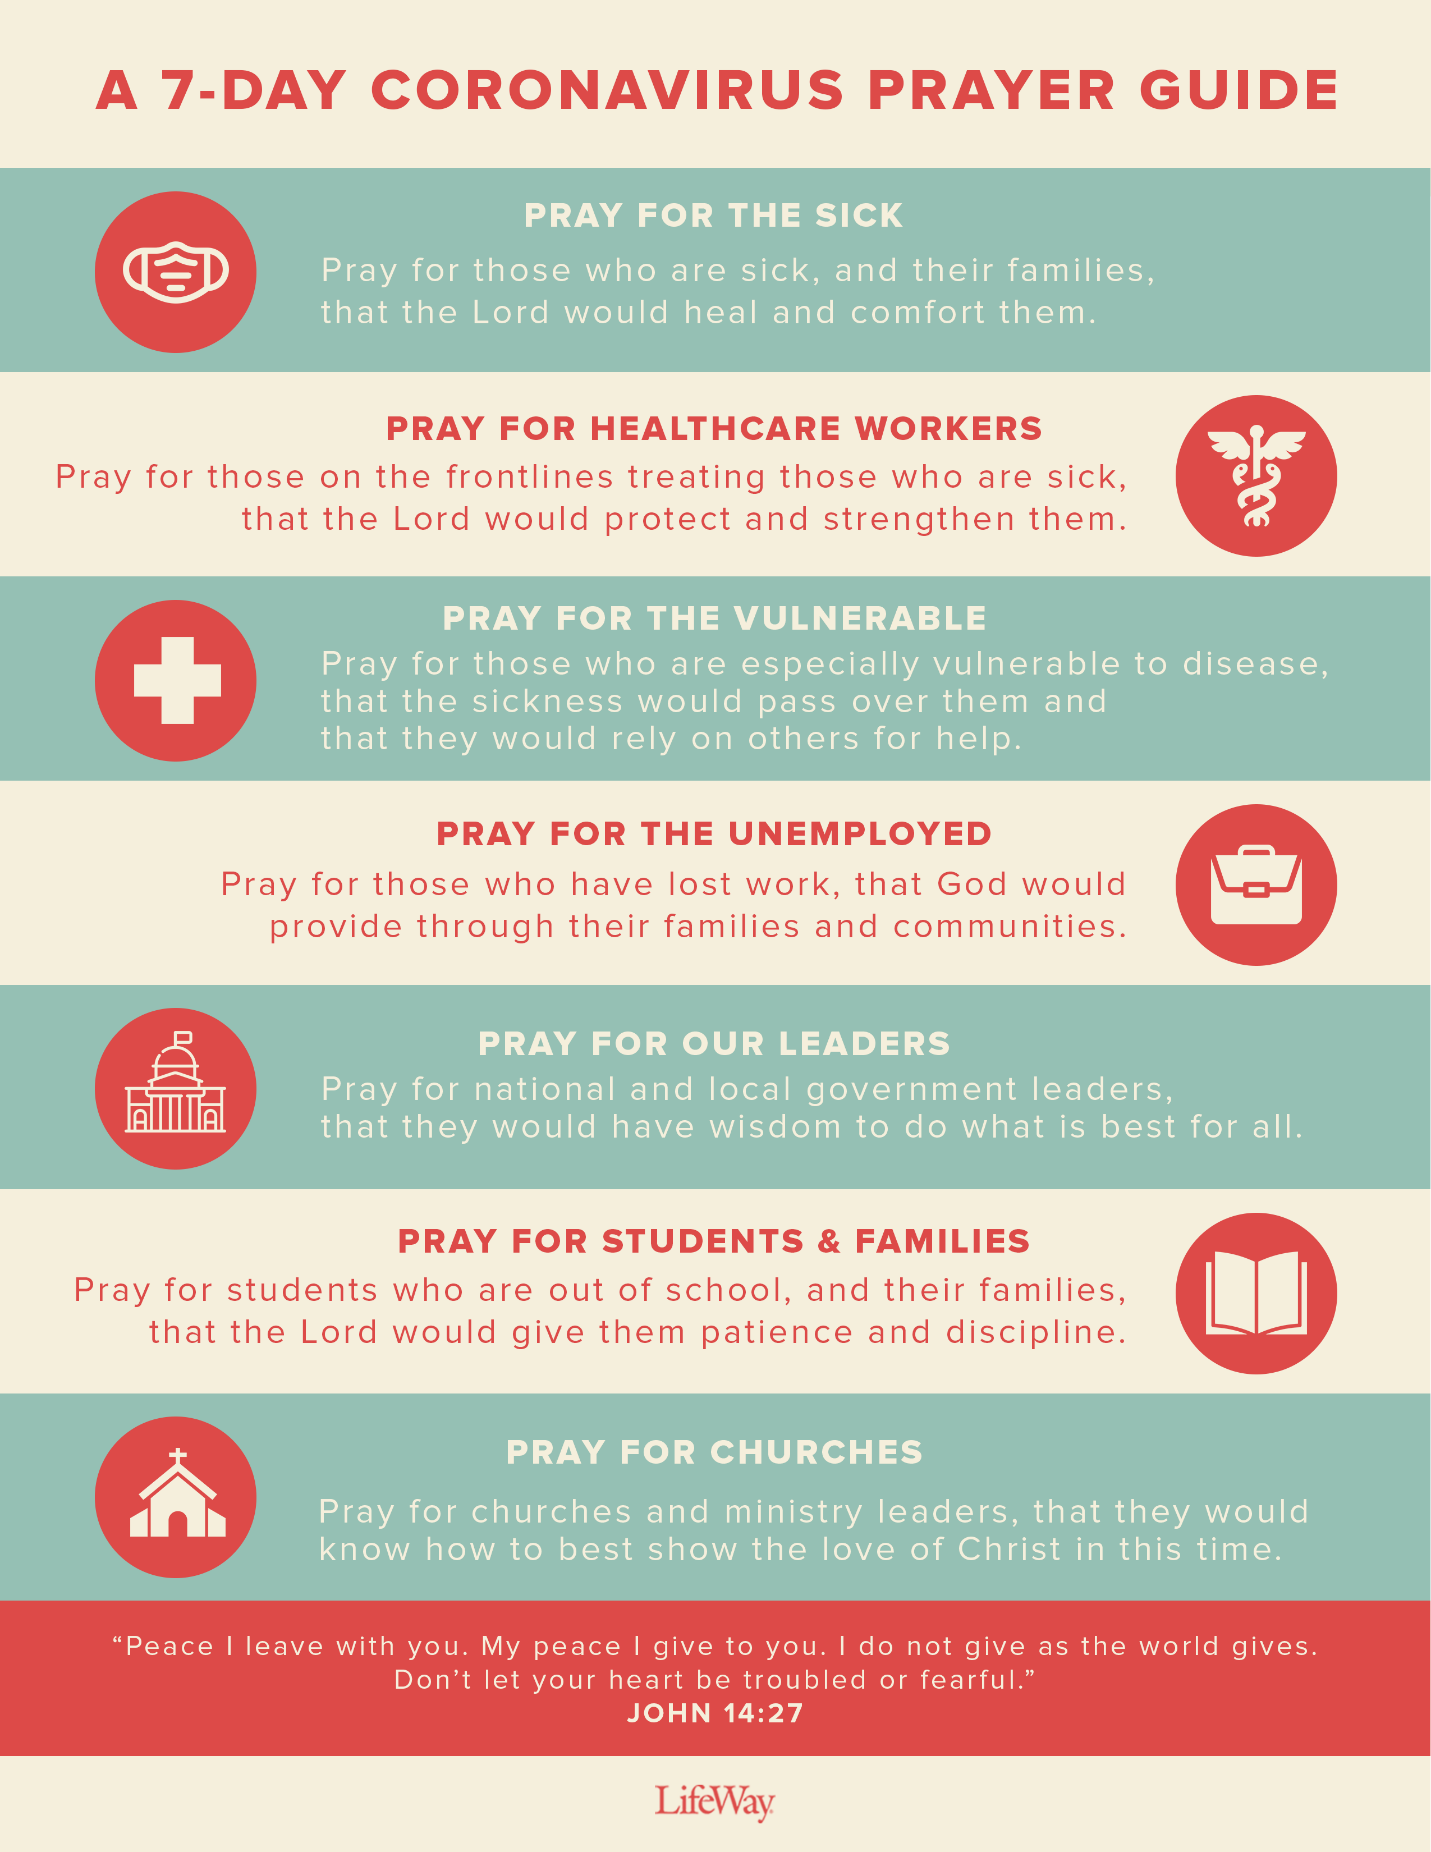 A 7-DAY CORONAVIRUS PRAYER GUIDE
PRAY FOR THE SICK
Pray for those who are sick, and their families,
that the Lord would heal and comfort them.
PRAY FOR HEALTHCARE WORKERS
Pray for those on the frontlines treating those who are sick,
that the Lord would protect and strengthen them.
PRAY FOR THE VULNERABLE
Pray for those who are especially vulnerable to disease,
that the sickness would pass over them and
that they would rely on others for help.
PRAY FOR THE UNEMPLOYED
Pray for those who have lost work, that God would
provide through their families and communities.
PRAY FOR OUR LEADERS
Pray for national and local government leaders,
that they would have wisdom to do what is best for all.
PRAY FOR STUDENTS & FAMILIES
Pray for students who are out of school, and their families,
that the Lord would give them patience and discipline.
PRAY FOR CHURCHES
Pray for churches and ministry leaders, that they would
know how to best show the love of Christ in this time.
“Peace I leave with you. My peace I give to you. I do not give as the world gives.
Don’t let your heart be troubled or fearful.”
JOHN 14:27
LifeWay